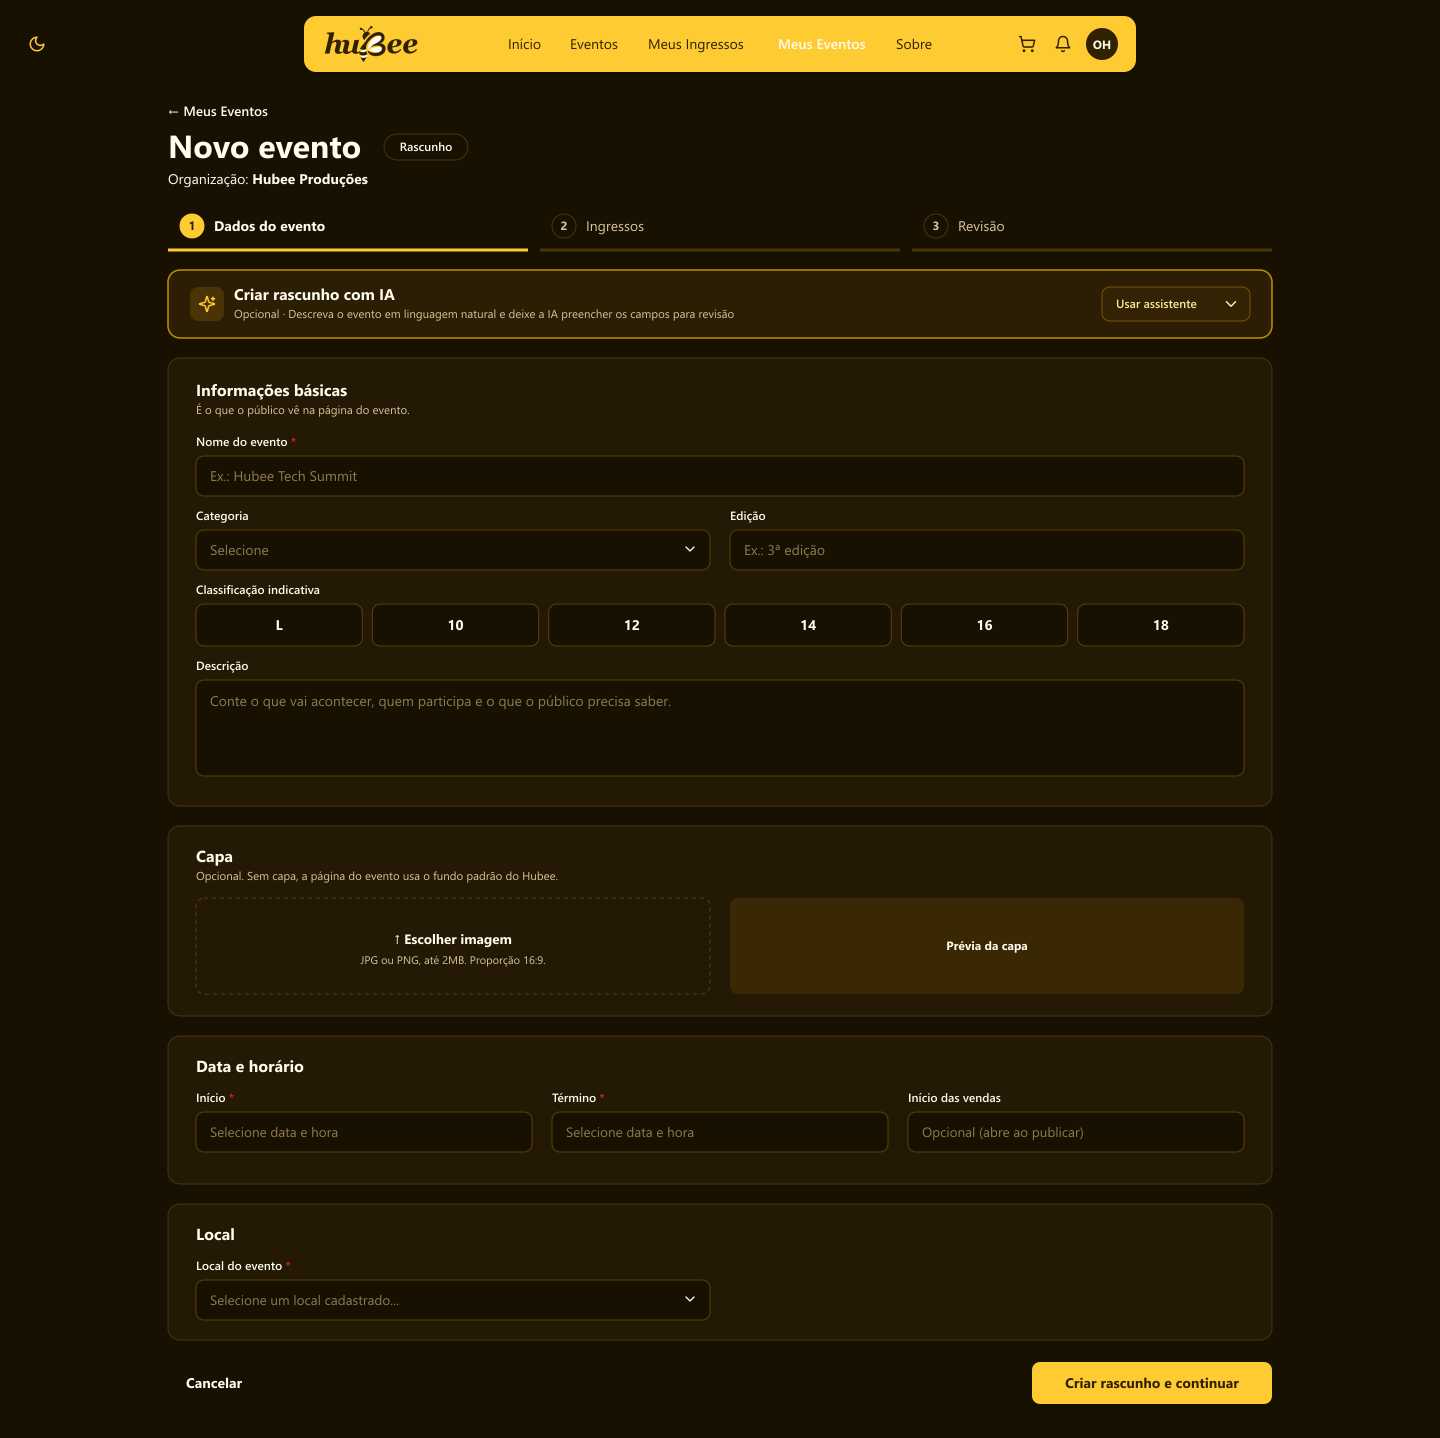 huBee
Início Eventos Meus Ingressos Meus Eventos Sobre OH
← Meus Eventos
Novo evento Rascunho
Organização: Hubee Produções
1 Dados do evento 2 Ingressos 3 Revisão
Criar rascunho com IA
Opcional · Descreva o evento em linguagem natural e deixe a IA preencher os campos para revisão
Usar assistente
Informações básicas
É o que o público vê na página do evento.
Nome do evento *
Ex.: Hubee Tech Summit
Categoria Edição
Selecione Ex.: 3ª edição
Classificação indicativa
L 10 12 14 16 18
Descrição
Conte o que vai acontecer, quem participa e o que o público precisa saber.
Capa
Opcional. Sem capa, a página do evento usa o fundo padrão do Hubee.
↑ Escolher imagem
JPG ou PNG, até 2MB. Proporção 16:9.
Prévia da capa
Data e horário
Início * Término * Início das vendas
Selecione data e hora Selecione data e hora Opcional (abre ao publicar)
Local
Local do evento *
Selecione um local cadastrado...
Cancelar Criar rascunho e continuar